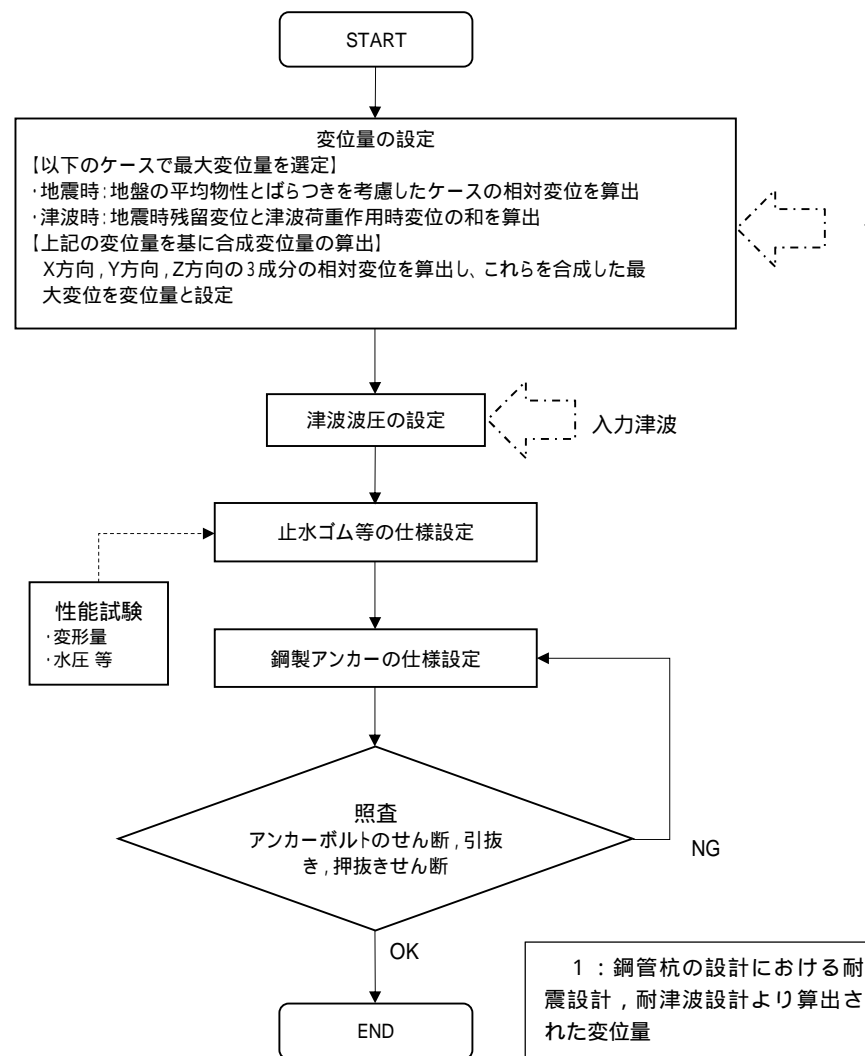 START
変位量の設定
【以下のケースで最大変位量を選定】
・地震時：地盤の平均物性とばらつきを考慮したケースの相対変位を算出
・津波時：地震時残留変位と津波荷重作用時変位の和を算出
【上記の変位量を基に合成変位量の算出】
X方向，Y方向，Z方向の3成分の相対変位を算出し、これらを合成した最
大変位を変位量と設定
津波波圧の設定
入力津波
止水ゴム等の仕様設定
性能試験
・変形量
・水圧 等
鋼製アンカーの仕様設定
照査
アンカーボルトのせん断，引抜
き，押抜きせん断
NG
OK
END
1：鋼管杭の設計における耐
震設計，耐津波設計より算出さ
れた変位量